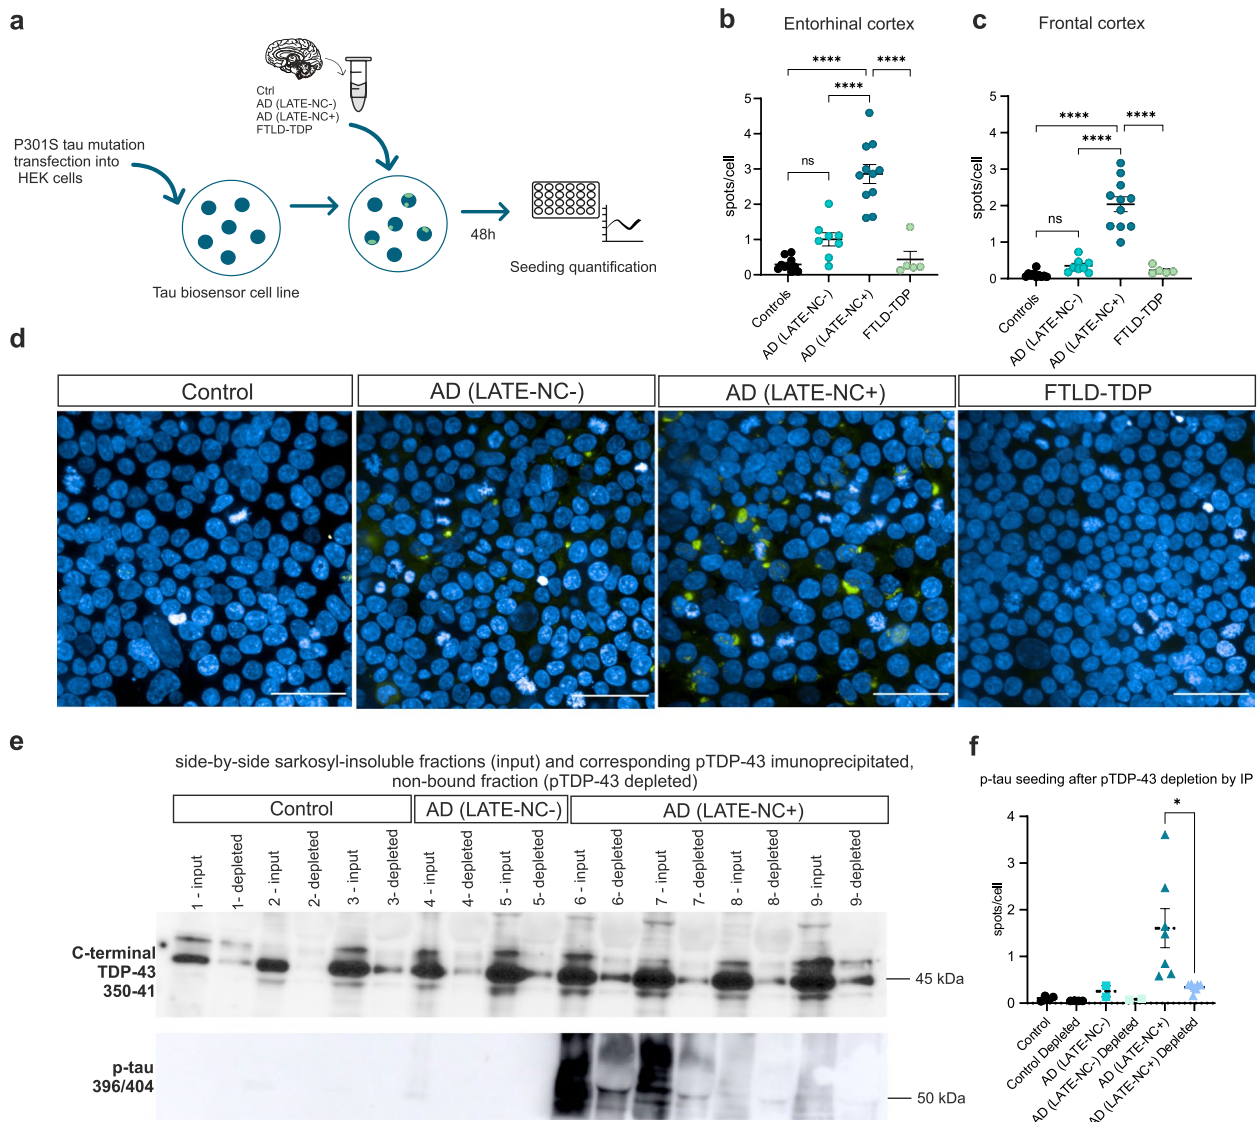 a
Ctrl
AD (LATE-NC-)
AD (LATE-NC+)
FTLD-TDP
P301S tau mutation
transfection into
HEK cells
48h
Tau biosensor cell line
Seeding quantification
b
Entorhinal cortex
****
****
****
ns
spots/cell
5
4
3
2
1
0
Controls
AD (LATE-NC-)
AD (LATE-NC+)
FTLD-TDP
c
Frontal cortex
****
****
****
ns
spots/cell
5
4
3
2
1
0
Controls
AD (LATE-NC-)
AD (LATE-NC+)
FTLD-TDP
d
Control
AD (LATE-NC-)
AD (LATE-NC+)
FTLD-TDP
e
side-by-side sarkosyl-insoluble fractions (input) and corresponding pTDP-43 imunoprecipitated,
non-bound fraction (pTDP-43 depleted)
Control
AD (LATE-NC-)
AD (LATE-NC+)
1 - input
1- depleted
2 - input
2- depleted
3 - input
3- depleted
4 - input
4- depleted
5 - input
5- depleted
6 - input
6- depleted
7 - input
7- depleted
8 - input
8- depleted
9- input
9- depleted
C-terminal
TDP-43
350-41
45 kDa
p-tau
396/404
50 kDa
f
p-tau seeding after pTDP-43 depletion by IP
*
spots/cell
4
3
2
1
0
Control
Control Depleted
AD (LATE-NC-)
AD (LATE-NC-) Depleted
AD (LATE-NC+)
AD (LATE-NC+) Depleted